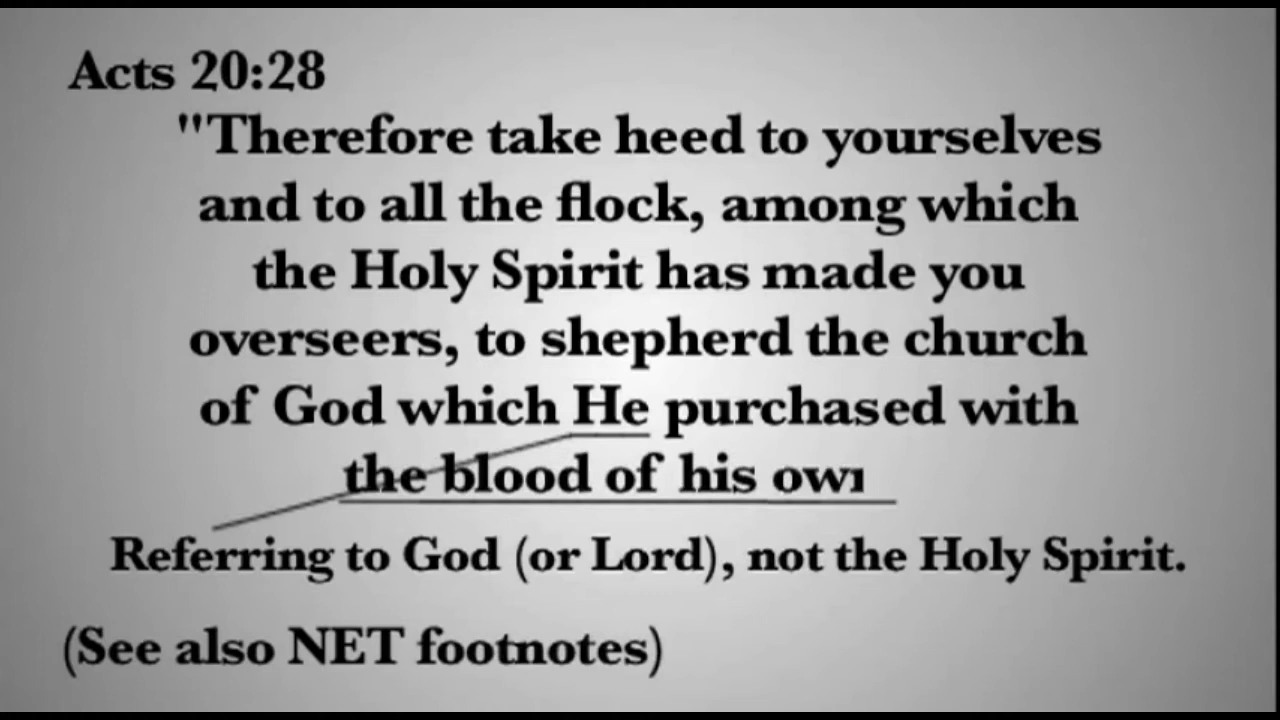 Acts 20:28
"Therefore take heed to yourselves
and to all the flock, among which
the Holy Spirit has made you
overseers, to shepherd the church
of God which He purchased with
the blood of his
Referring to God (or Lord), not the Holy Spirit.
(See also NET footnotes)